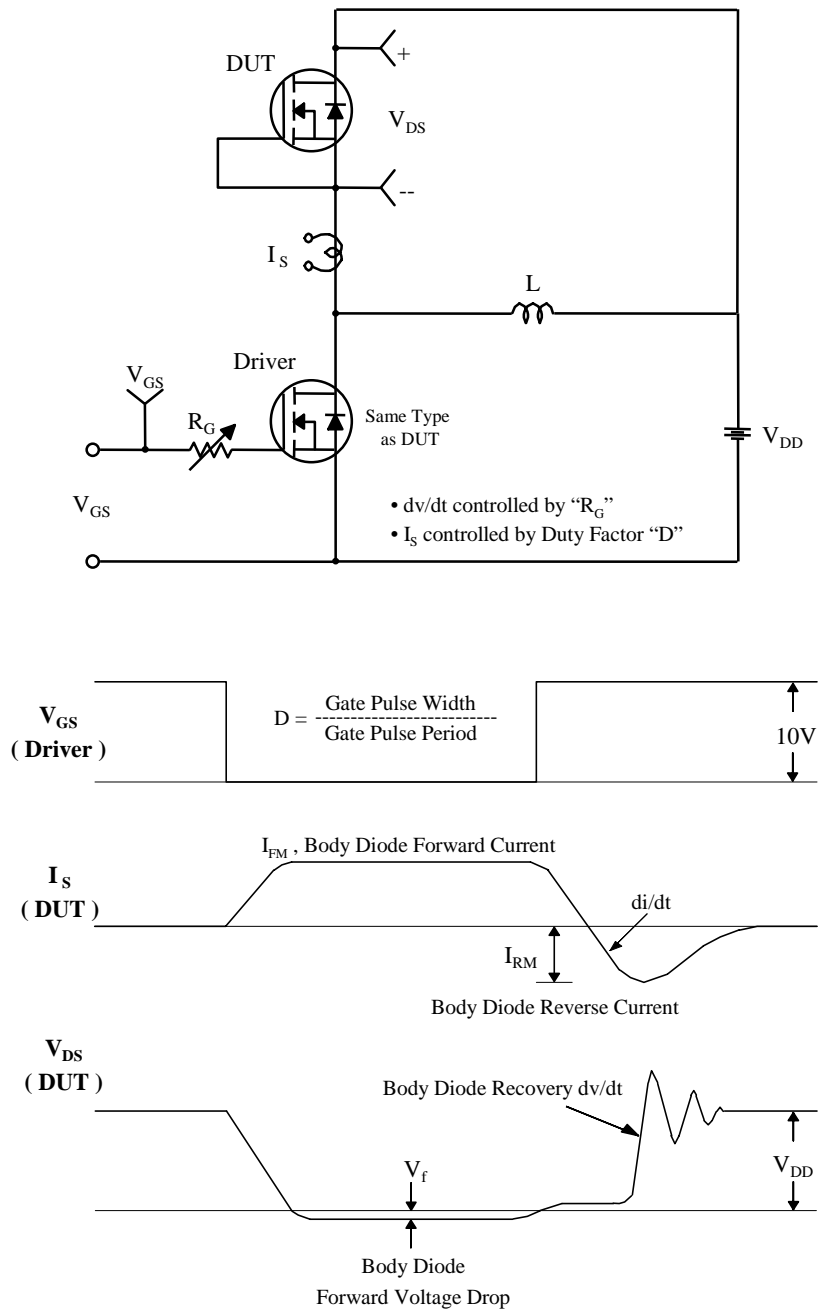 DUT
+
V_DS
--
I_S
L
Driver
V_GS
R_G
Same Type
as DUT
V_DD
V_GS
• dv/dt controlled by “R_G”
• I_S controlled by Duty Factor “D”
V_GS
( Driver )
D = Gate Pulse Width
--------------------------
Gate Pulse Period
10V
I_FM , Body Diode Forward Current
I_S
( DUT )
di/dt
I_RM
Body Diode Reverse Current
V_DS
( DUT )
Body Diode Recovery dv/dt
V_f
V_DD
Body Diode
Forward Voltage Drop